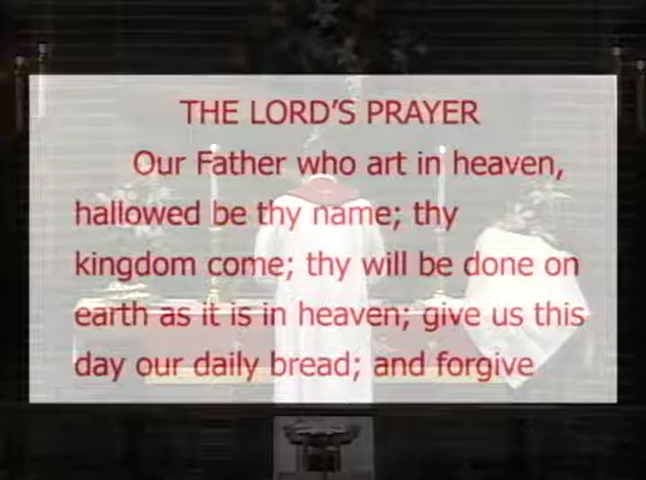 THE LORD'S PRAYER
Our Father who art in heaven,
hallowed be thy name; thy
kingdom come; thy will be done on
earth as it is in heaven; give us this
day our daily bread; and forgive